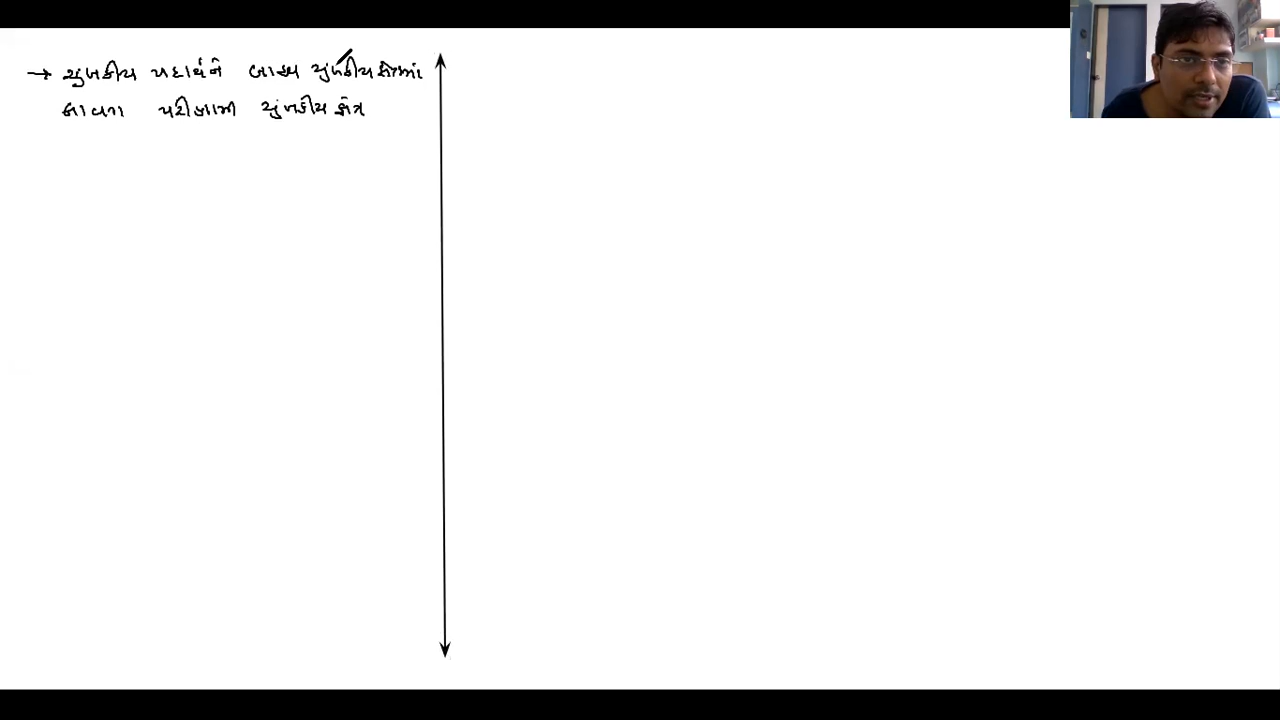 → ચુંબકીય પદાર્થને બાહ્ય ચુંબકીય ક્ષેત્રમાં
લાવતા પરિણામી ચુંબકીય ક્ષેત્ર